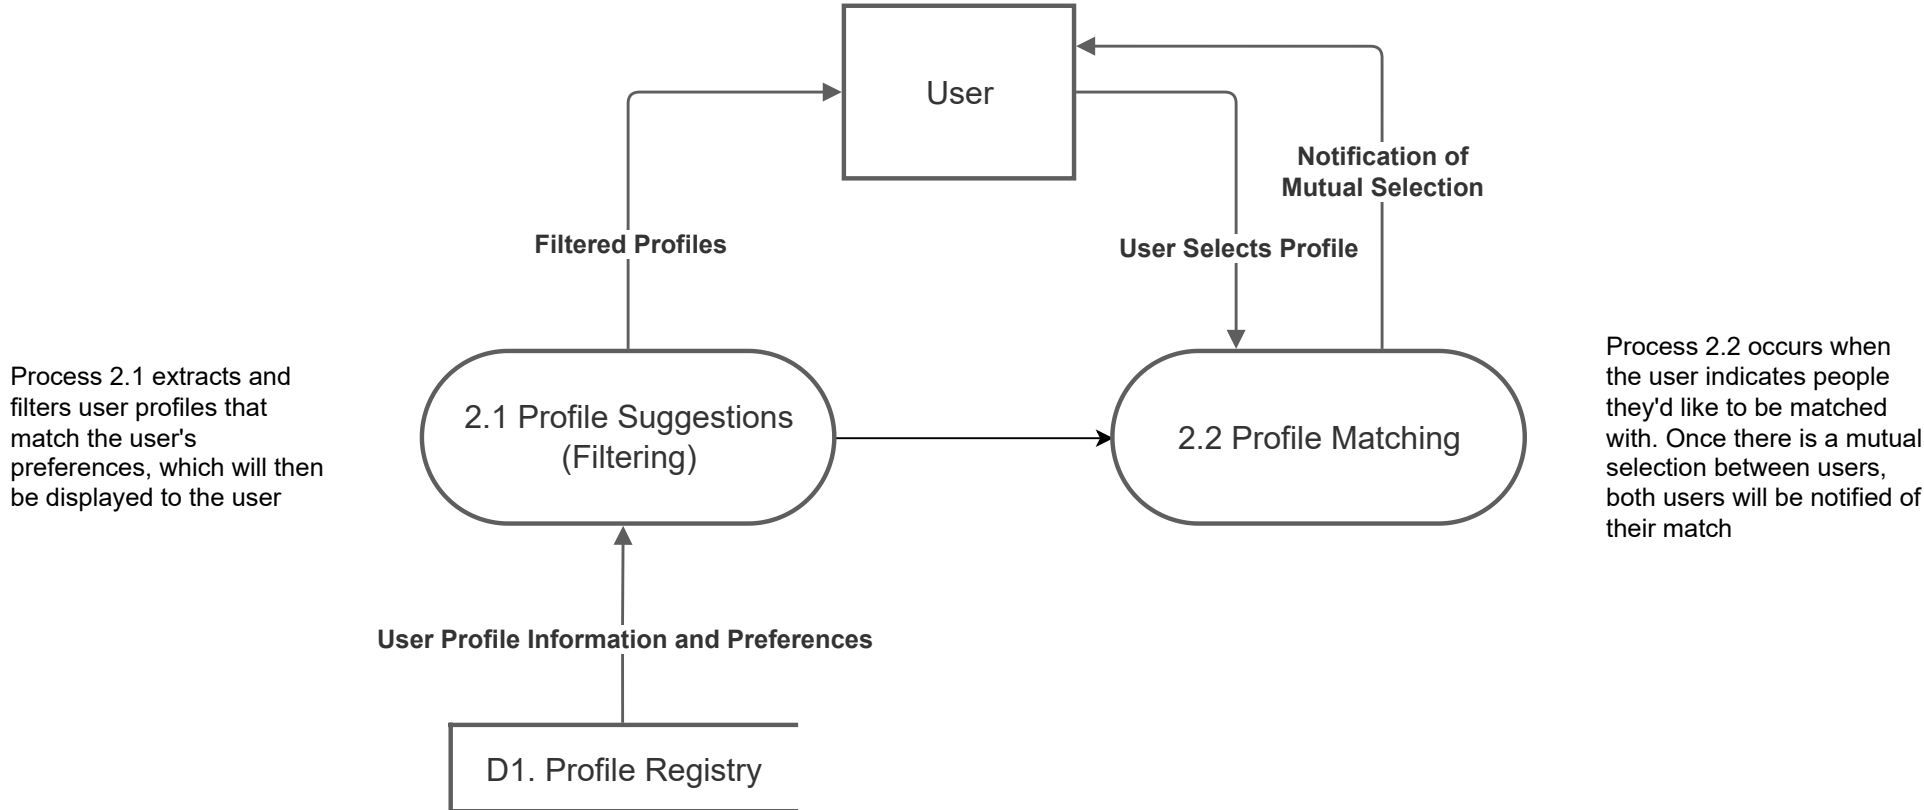 User
Notification of
Mutual Selection
Filtered Profiles
User Selects Profile
Process 2.1 extracts and
filters user profiles that
match the user's
preferences, which will then
be displayed to the user
2.1 Profile Suggestions
(Filtering)
2.2 Profile Matching
Process 2.2 occurs when
the user indicates people
they'd like to be matched
with. Once there is a mutual
selection between users,
both users will be notified of
their match
User Profile Information and Preferences
D1. Profile Registry